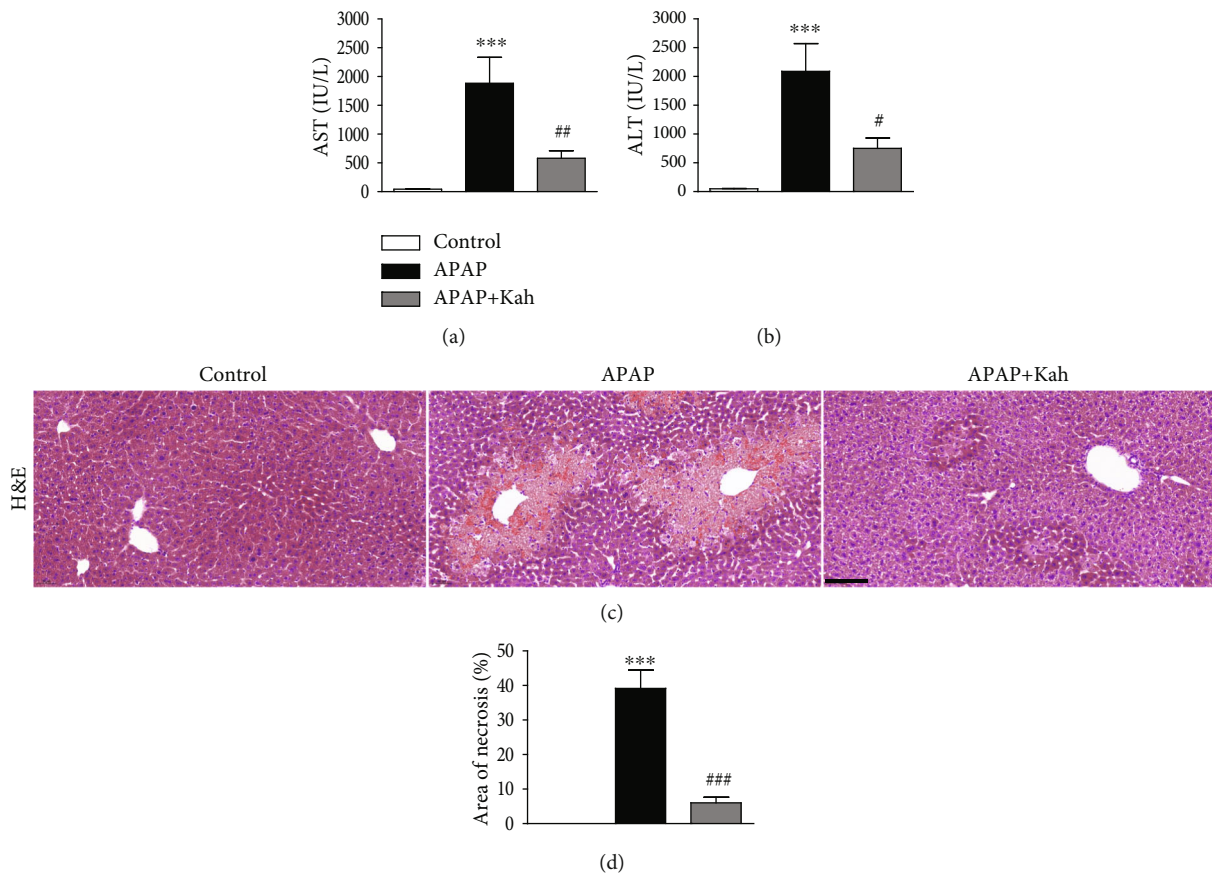 3000
2500
2000
1500
1000
500
0
AST (IU/L)
***
##
3000
2500
2000
1500
1000
500
0
ALT (IU/L)
***
#
Control
APAP
APAP+Kah
(a)
(b)
Control
APAP
APAP+Kah
H&E
(c)
50
40
30
20
10
0
Area of necrosis (%)
***
###
(d)